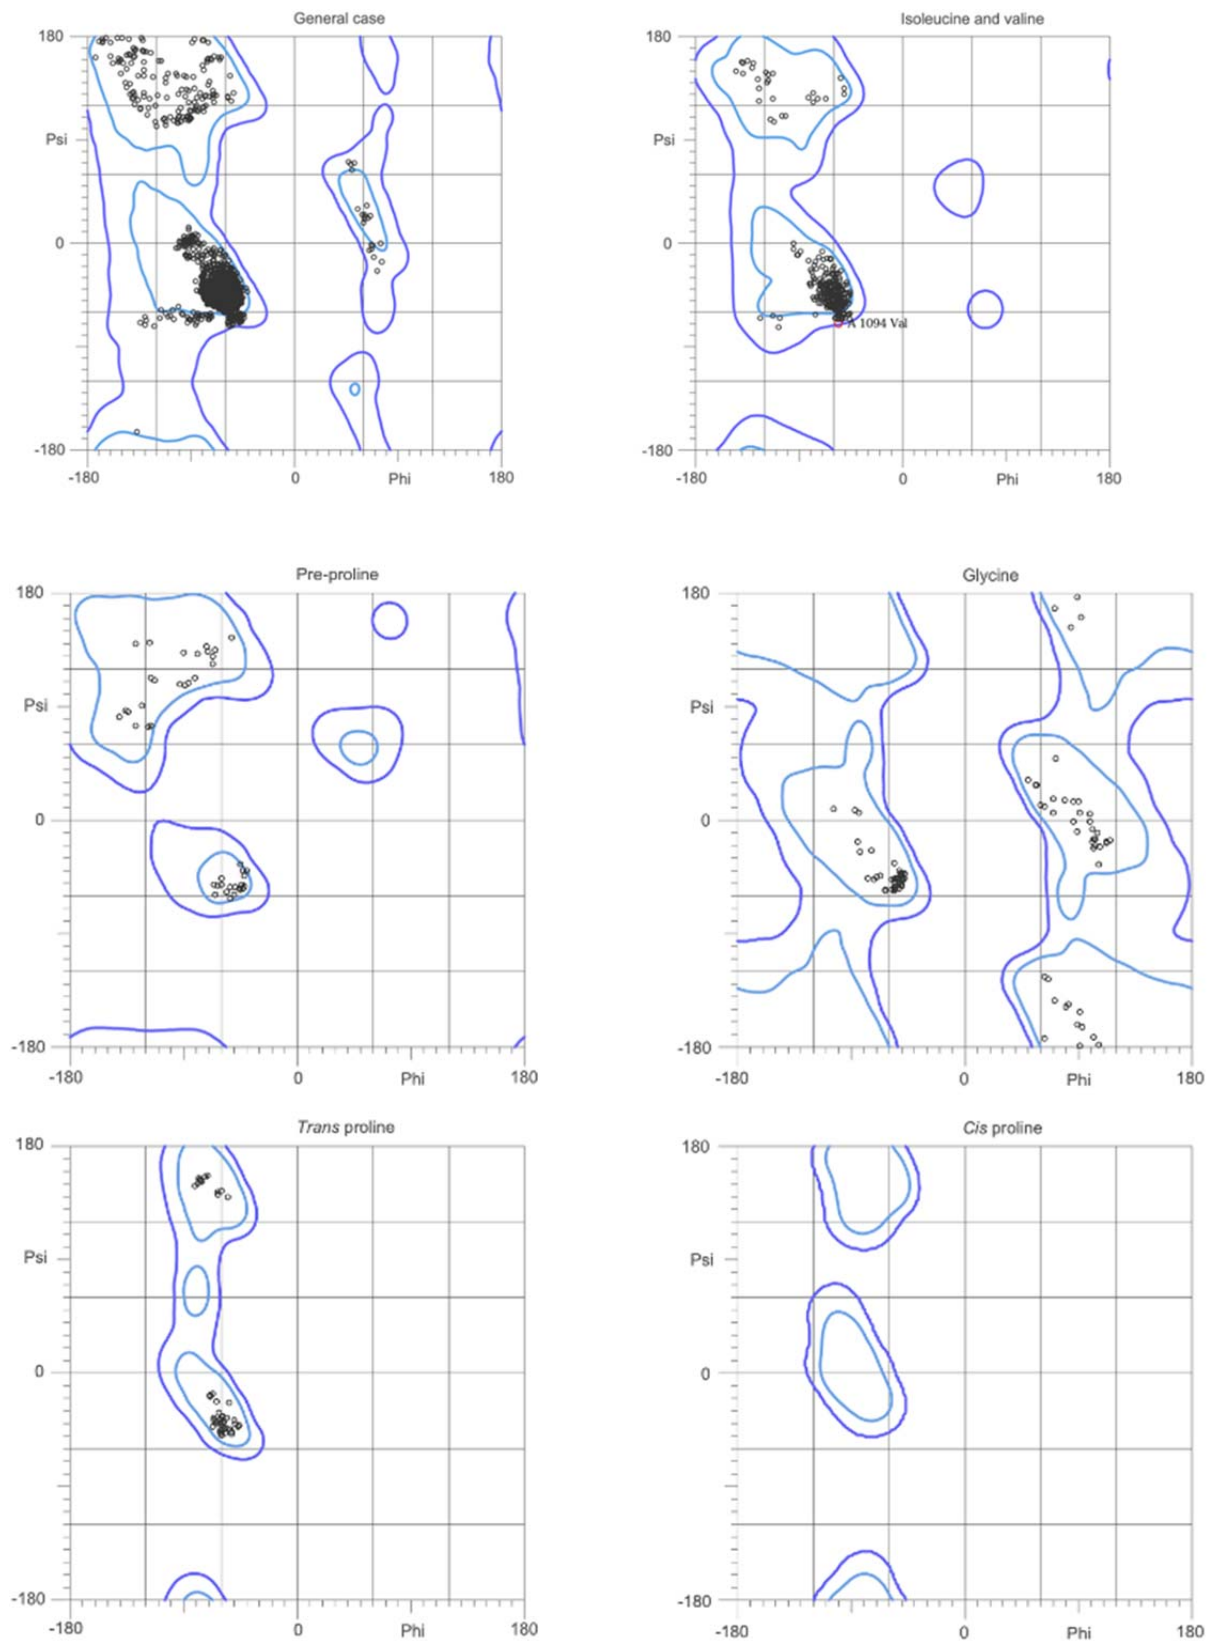 General case
180
Psi
0
-180
-180
0
Phi
180
Isoleucine and valine
180
Psi
0
A 1094 Val
-180
-180
0
Phi
180
Pre-proline
180
Psi
0
-180
-180
0
Phi
180
Glycine
180
Psi
0
-180
-180
0
Phi
180
Trans proline
180
Psi
0
-180
-180
0
Phi
180
Cis proline
180
Psi
0
-180
-180
0
Phi
180